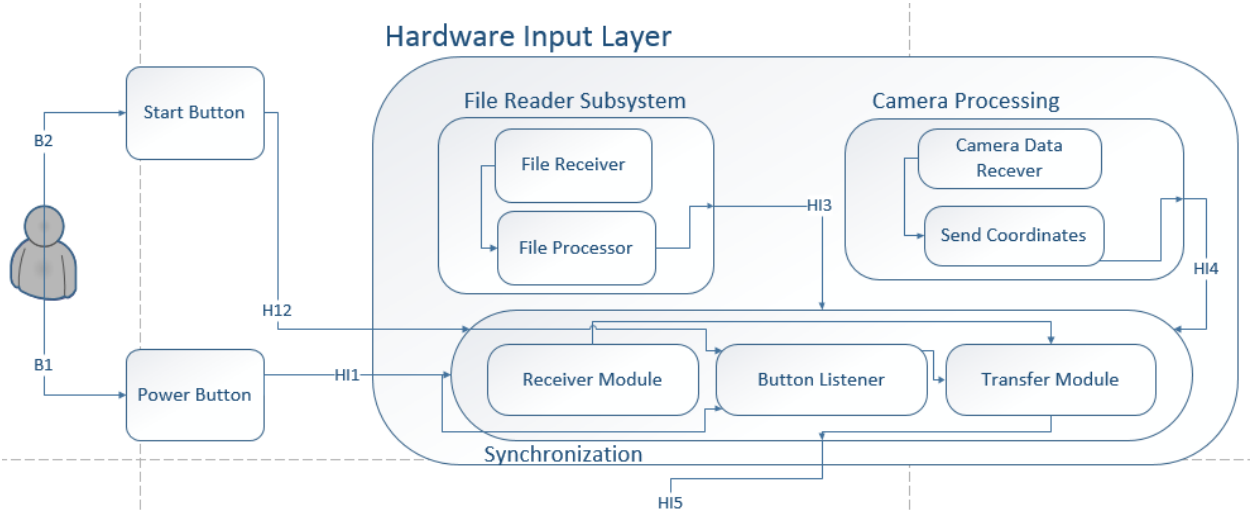 Hardware Input Layer
Start Button
File Reader Subsystem
Camera Processing
B2
File Receiver
Camera Data
Recever
HI3
File Processor
Send Coordinates
HI4
H12
B1
Power Button
HI1
Receiver Module
Button Listener
Transfer Module
Synchronization
HI5